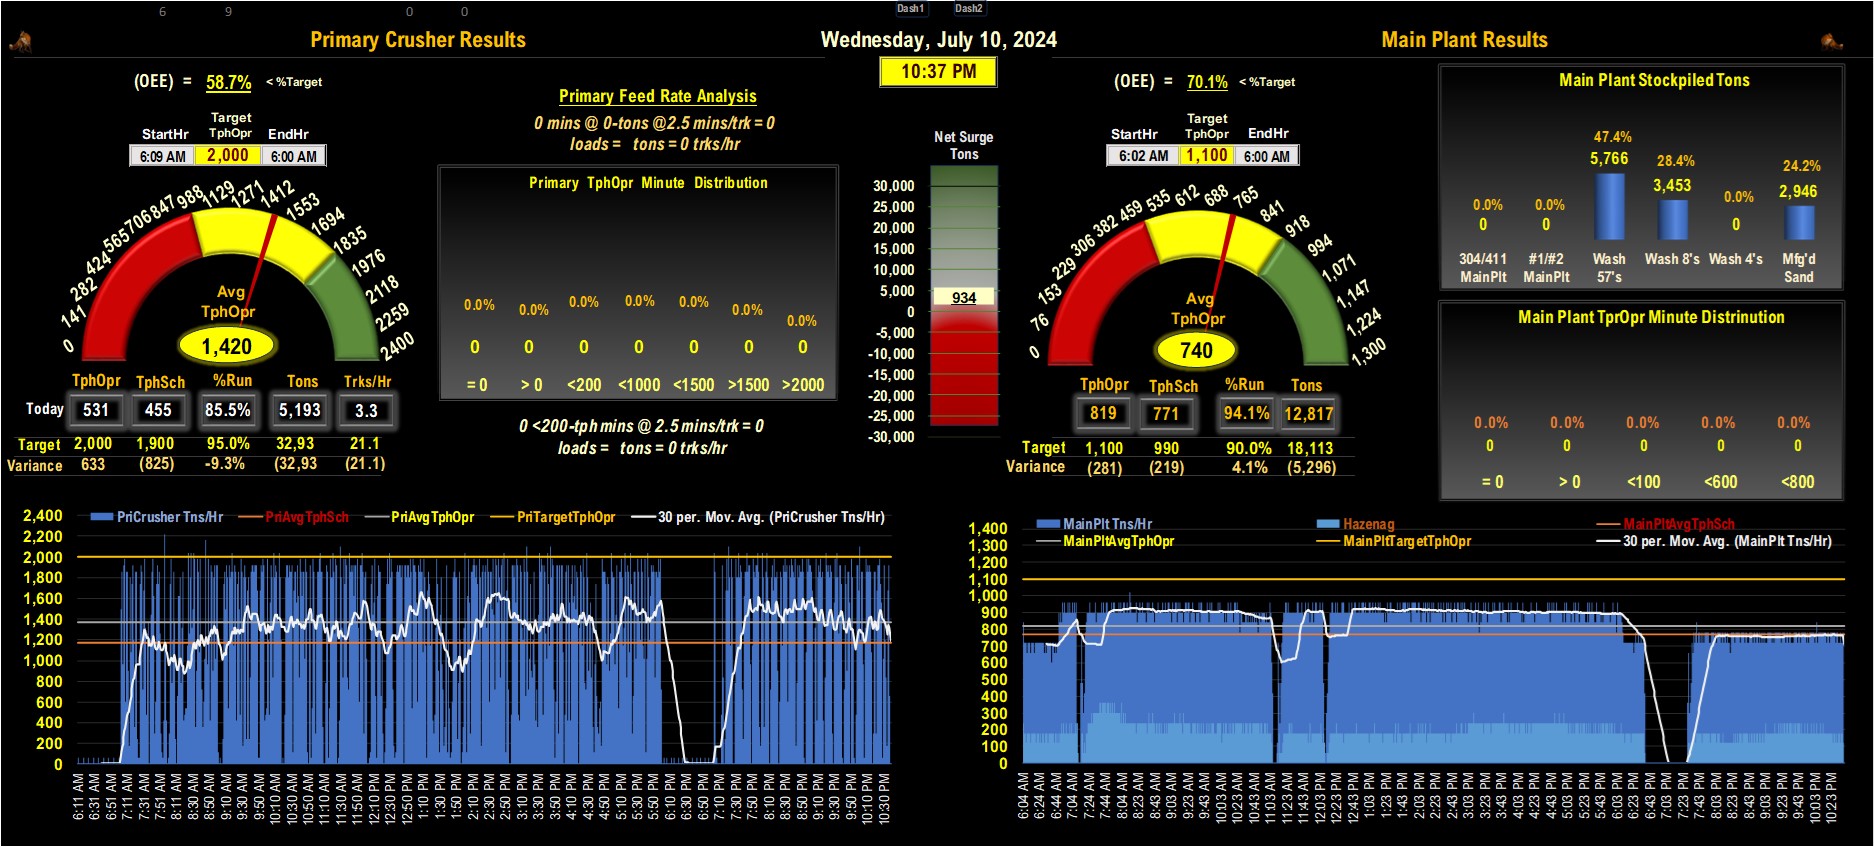 6 9 0 0 Dash1 Dash2
Primary Crusher Results
Wednesday, July 10, 2024
Main Plant Results
10:37 PM
(OEE) = 58.7% < %Target
Target
StartHr TphOpr EndHr
6:09 AM 2,000 6:00 AM
0 141 282 424 565 706 847 988 1129 1271 1412 1553 1694 1835 1976 2118 2259 2400
Avg
TphOpr
1,420
TphOpr TphSch %Run Tons Trks/Hr
Today 531 455 85.5% 5,193 3.3
Target 2,000 1,900 95.0% 32,93 21.1
Variance 633 (825) -9.3% (32,93 (21.1)
Primary Feed Rate Analysis
0 mins @ 0-tons @2.5 mins/trk = 0
loads = tons = 0 trks/hr
Primary TphOpr Minute Distribution
0.0% 0.0% 0.0% 0.0% 0.0% 0.0% 0.0%
0 0 0 0 0 0 0
= 0 > 0 <200 <1000 <1500 >1500 >2000
0 <200-tph mins @ 2.5 mins/trk = 0
loads = tons = 0 trks/hr
Net Surge
Tons
30,000
25,000
20,000
15,000
10,000
5,000
934
0
-5,000
-10,000
-15,000
-20,000
-25,000
-30,000
(OEE) = 70.1% < %Target
Target
StartHr TphOpr EndHr
6:02 AM 1,100 6:00 AM
0 76 153 229 306 382 459 535 612 688 765 841 918 994 1,071 1,147 1,224 1,300
Avg
TphOpr
740
TphOpr TphSch %Run Tons
819 771 94.1% 12,817
Target 1,100 990 90.0% 18,113
Variance (281) (219) 4.1% (5,296)
Main Plant Stockpiled Tons
0.0% 0.0% 47.4% 28.4% 0.0% 24.2%
0 0 5,766 3,453 0 2,946
304/411 #1/#2 Wash Wash 8's Wash 4's Mfg'd
MainPlt MainPlt 57's Sand
Main Plant TprOpr Minute Distrinution
0.0% 0.0% 0.0% 0.0% 0.0%
0 0 0 0 0
= 0 > 0 <100 <600 <800
PriCrusher Tns/Hr PriAvgTphSch PriAvgTphOpr PriTargetTphOpr 30 per. Mov. Avg. (PriCrusher Tns/Hr)
2,400
2,200
2,000
1,800
1,600
1,400
1,200
1,000
800
600
400
200
0
6:11 AM 6:31 AM 6:51 AM 7:11 AM 7:31 AM 7:51 AM 8:11 AM 8:30 AM 8:50 AM 9:10 AM 9:30 AM 9:50 AM 10:10 AM 10:30 AM 10:50 AM 11:10 AM 11:30 AM 11:50 AM 12:10 PM 12:30 PM 12:50 PM 1:10 PM 1:30 PM 1:50 PM 2:10 PM 2:30 PM 2:50 PM 3:10 PM 3:30 PM 3:50 PM 4:10 PM 4:30 PM 4:50 PM 5:10 PM 5:30 PM 5:50 PM 6:10 PM 6:30 PM 6:50 PM 7:10 PM 7:30 PM 7:50 PM 8:10 PM 8:30 PM 8:50 PM 9:10 PM 9:30 PM 9:50 PM 10:10 PM 10:30 PM
MainPlt Tns/Hr Hazenag MainPltAvgTphSch
MainPltAvgTphOpr MainPltTargetTphOpr 30 per. Mov. Avg. (MainPlt Tns/Hr)
1,400
1,300
1,200
1,100
1,000
900
800
700
600
500
400
300
200
100
0
6:04 AM 6:24 AM 6:44 AM 7:04 AM 7:24 AM 7:44 AM 8:04 AM 8:23 AM 8:43 AM 9:03 AM 9:23 AM 9:43 AM 10:03 AM 10:23 AM 10:43 AM 11:03 AM 11:23 AM 11:43 AM 12:03 PM 12:23 PM 12:43 PM 1:03 PM 1:23 PM 1:43 PM 2:03 PM 2:23 PM 2:43 PM 3:03 PM 3:23 PM 3:43 PM 4:03 PM 4:23 PM 4:43 PM 5:03 PM 5:23 PM 5:43 PM 6:03 PM 6:23 PM 6:43 PM 7:03 PM 7:23 PM 7:43 PM 8:03 PM 8:23 PM 8:43 PM 9:03 PM 9:23 PM 9:43 PM 10:03 PM 10:23 PM